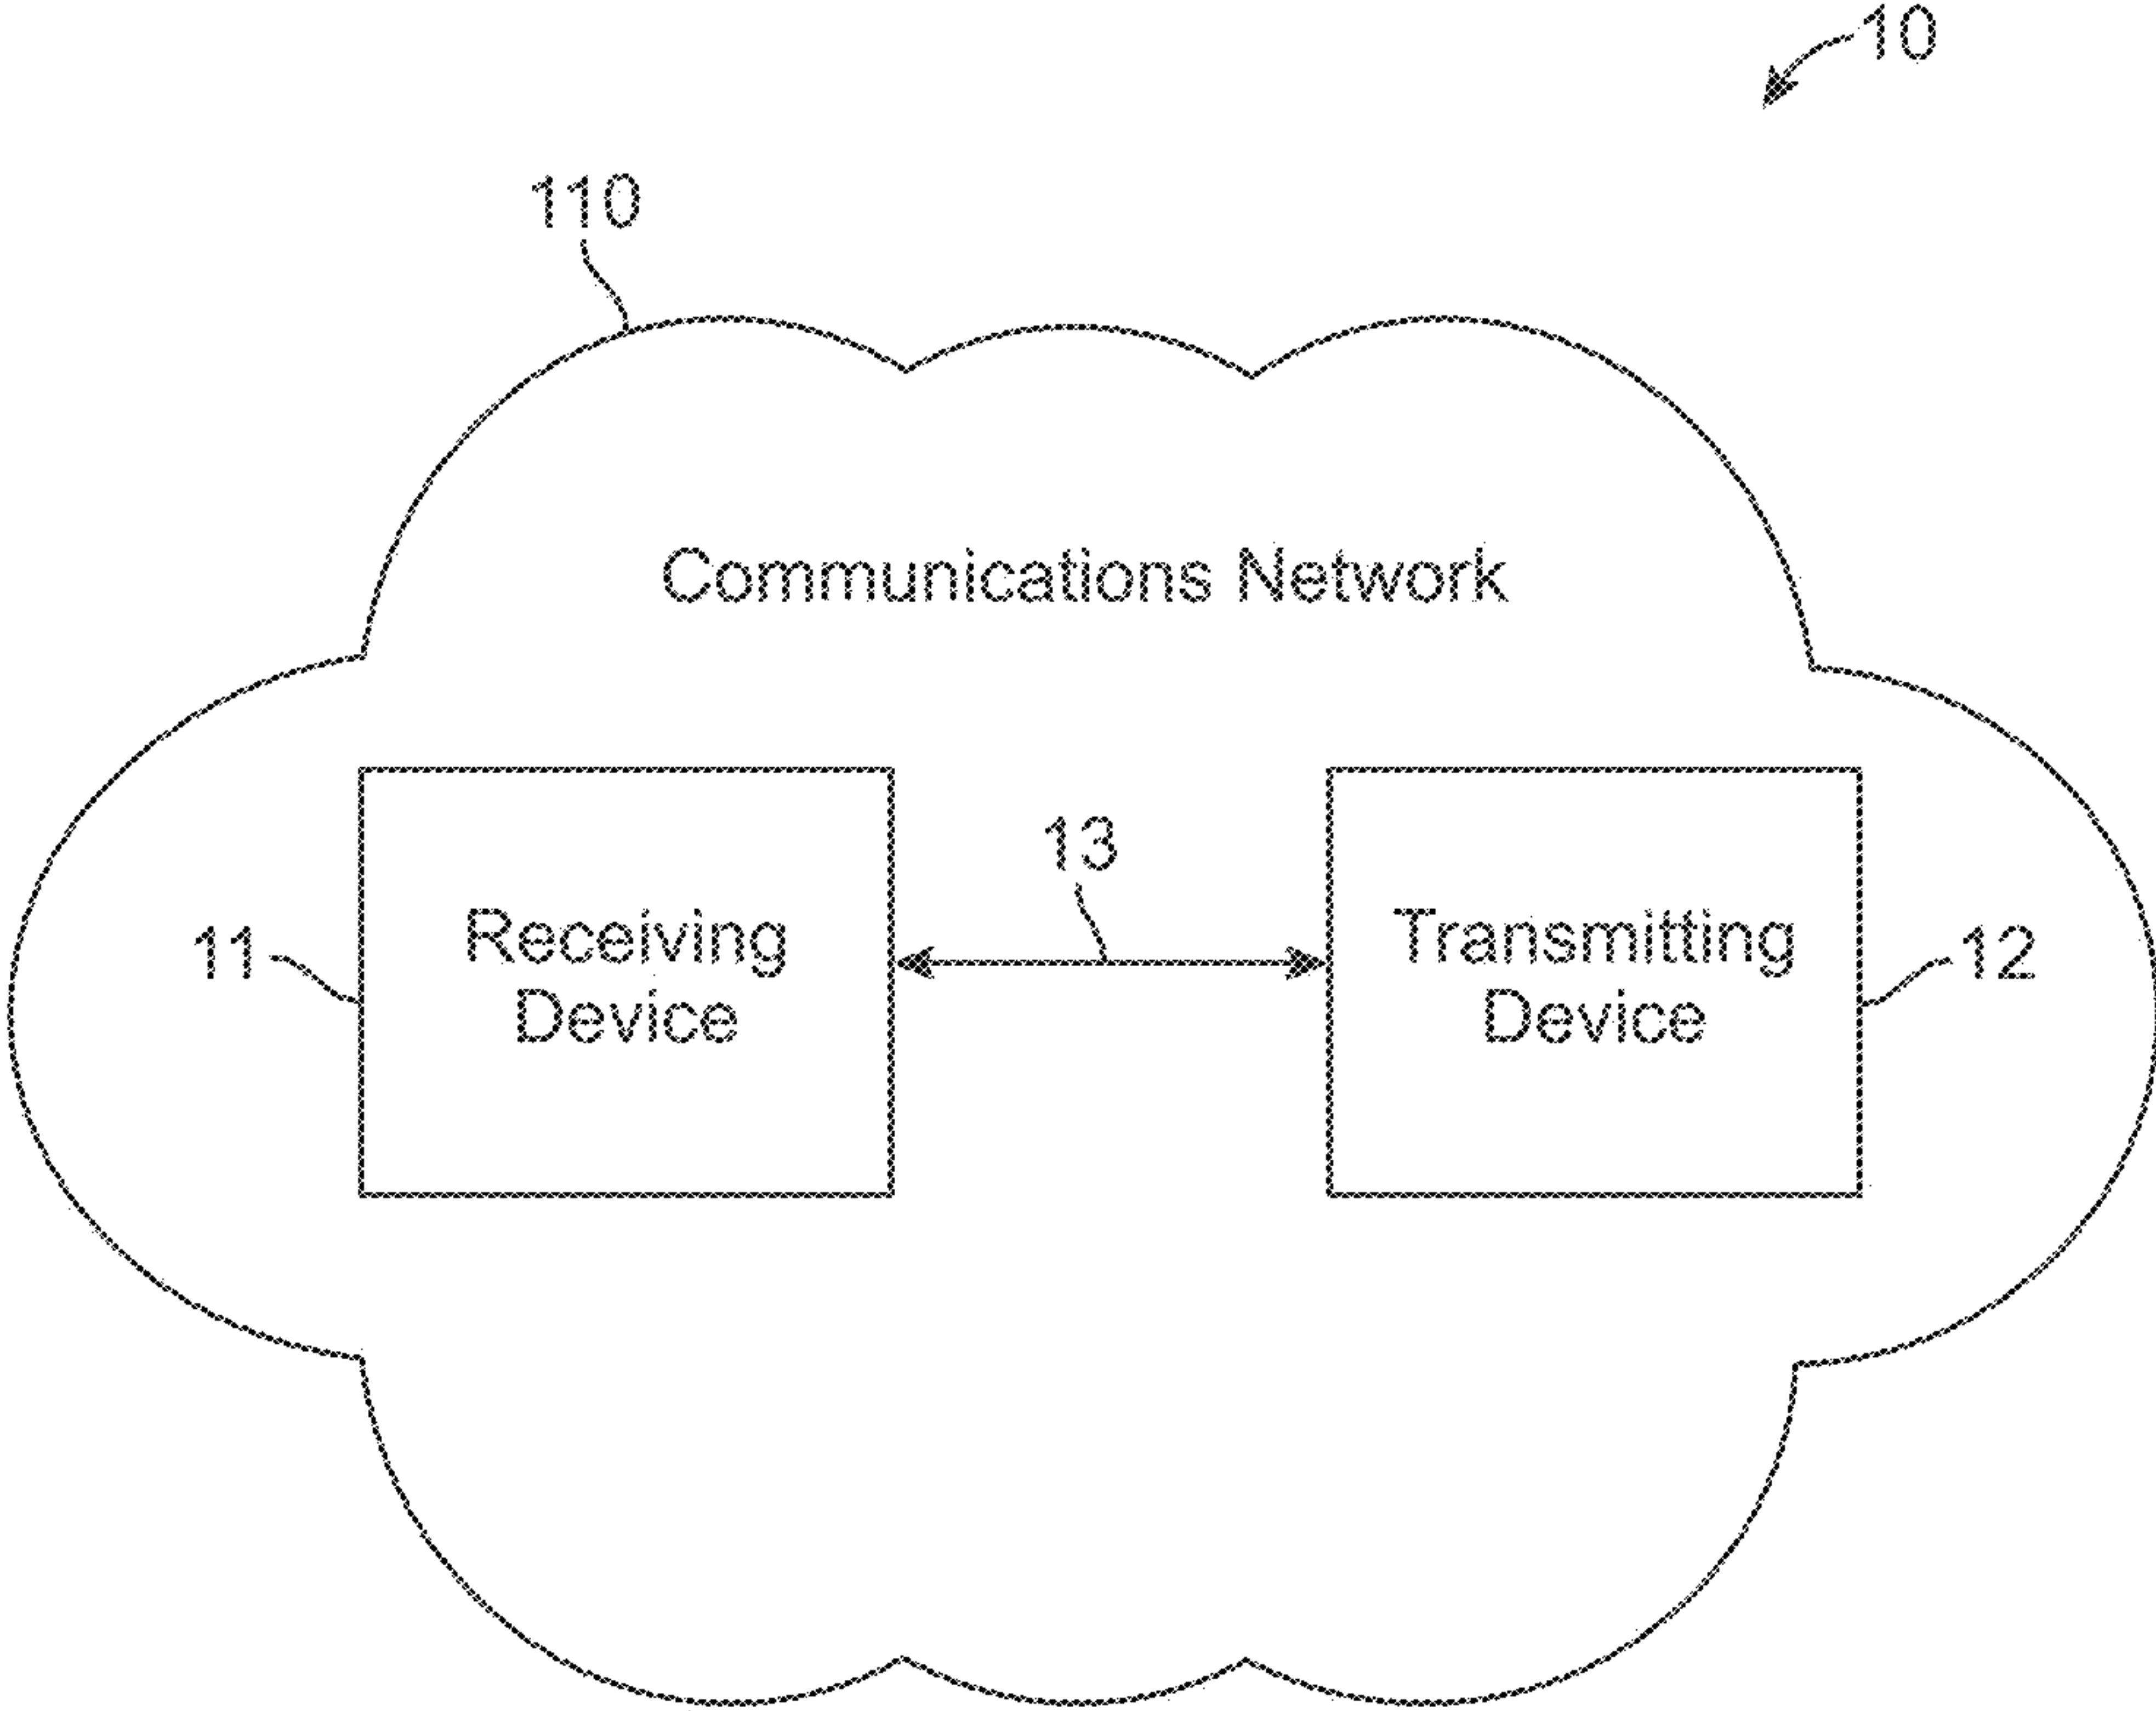 10
110
Communications Network
13
11
Receiving
Device
Transmitting
Device
12